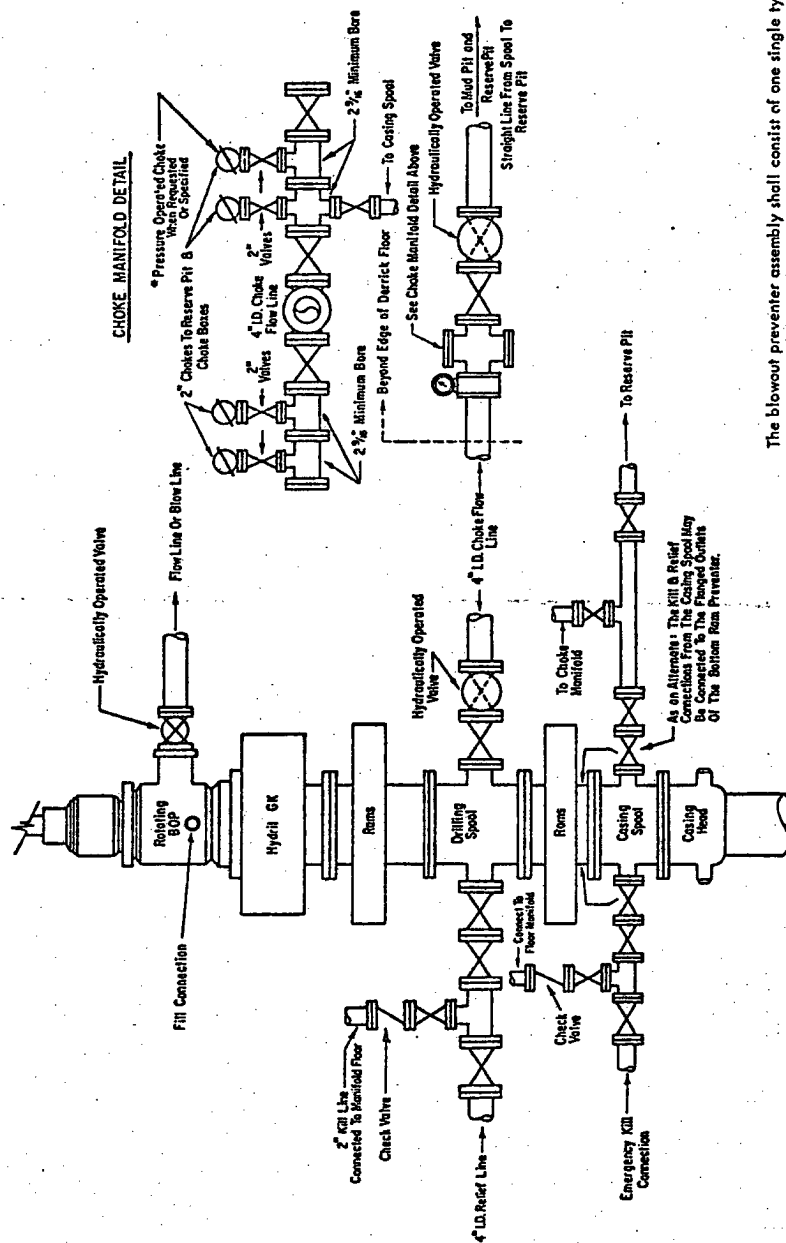 CHOKE MANIFOLD DETAIL
*Pressure Operated Choke
When Requested
Or Specified
2" Chokes To Reserve Pit &
Choke Boxes
2"
Valves
4" I.D. Choke
Flow Line
2"
Valves
2 9/16" Minimum Bore
2 9/16" Minimum Bore
To Casing Spool
Hydraulically Operated Valve
Flow Line Or Blow Line
Rotating
BOP
Fill Connection
Hydril GK
Rams
Beyond Edge of Derrick Floor
See Choke Manifold Detail Above
Hydraulically Operated Valve
To Mud Pit and
Reserve Pit
Straight Line From Spool To
Reserve Pit
4" I.D. Choke Flow
Line
Hydraulically Operated
Valve
Drilling
Spool
2" Kill Line
Connected To Manifold Floor
Check Valve
4" I.D. Relief Line
Rams
Connect To
Floor Manifold
Check
Valve
Casing
Spool
To Choke
Manifold
To Reserve Pit
As an Alternate: The Kill & Relief
Connections From The Casing Spool May
Be Connected To The Flanged Outlets
Of The Bottom Ram Preventer.
Emergency Kill
Connection
Casing
Head
The blowout preventer assembly shall consist of one single ty